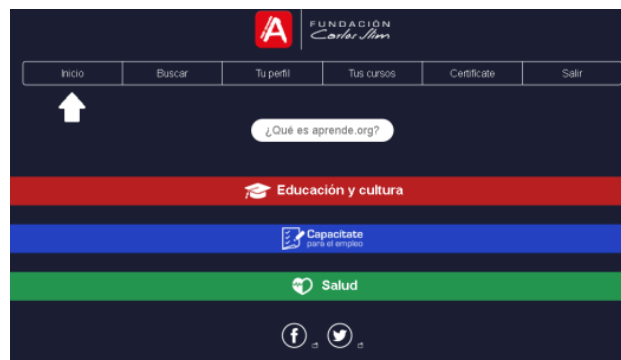 FUNDACIÓN
Carlos Slim
Inicio Buscar Tu perfil Tus cursos Certificate Salir
¿Qué es aprende.org?
Educación y cultura
Capacítate
para el empleo
Salud